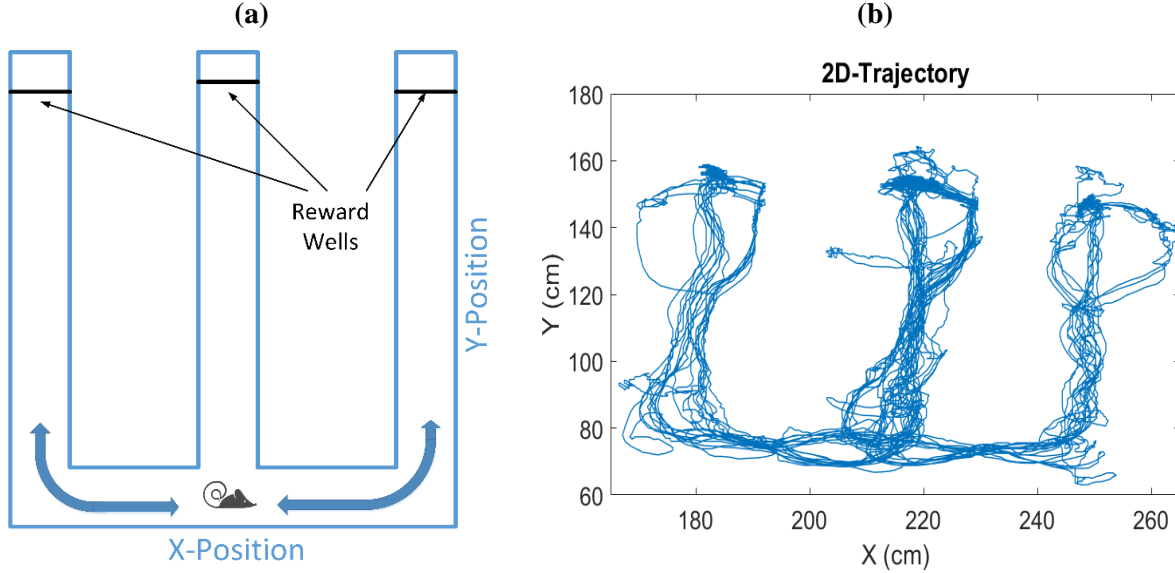 (a)
Reward
Wells
Y-Position
X-Position
(b)
2D-Trajectory
180
160
140
120
100
80
60
Y (cm)
180
200
220
240
260
X (cm)